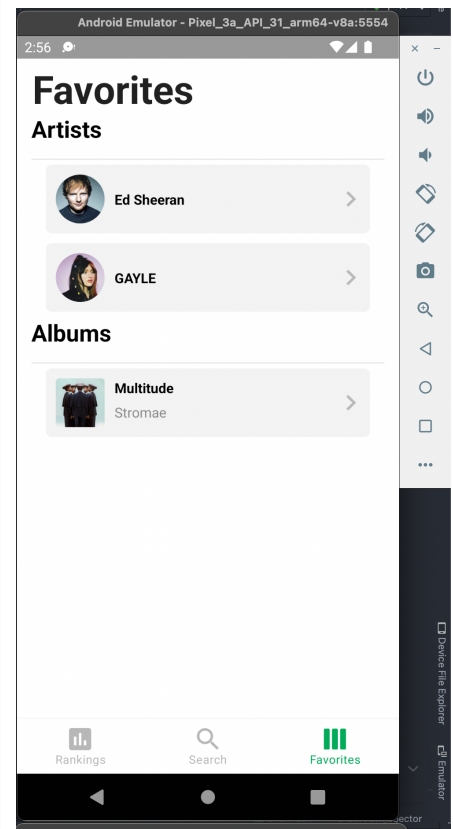 Android Emulator - Pixel_3a_API_31_arm64-v8a:5554
2:56
Favorites
Artists
Ed Sheeran
GAYLE
Albums
Multitude
Stromae
Rankings
Search
Favorites
Device File Explorer
Emulator